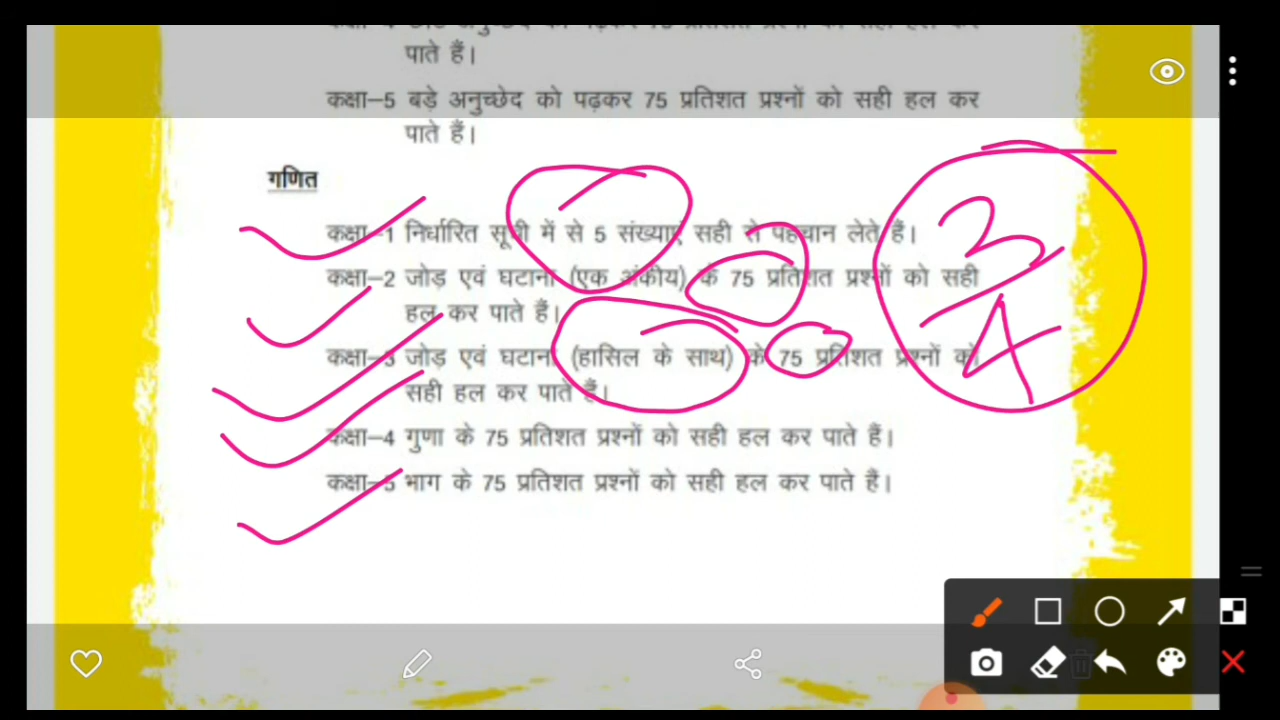 पाते हैं।
कक्षा–5 बड़े अनुच्छेद को पढ़कर 75 प्रतिशत प्रश्नों को सही हल कर
पाते हैं।
गणित
कक्षा–1 निर्धारित सूची में से 5 संख्याएं सही से पहचान लेते हैं।
कक्षा–2 जोड़ एवं घटाना (एक अंकीय) के 75 प्रतिशत प्रश्नों को सही
हल कर पाते हैं।
कक्षा–3 जोड़ एवं घटाना (हासिल के साथ) के 75 प्रतिशत प्रश्नों को
सही हल कर पाते हैं।
कक्षा–4 गुणा के 75 प्रतिशत प्रश्नों को सही हल कर पाते हैं।
कक्षा–5 भाग के 75 प्रतिशत प्रश्नों को सही हल कर पाते हैं।
3
4